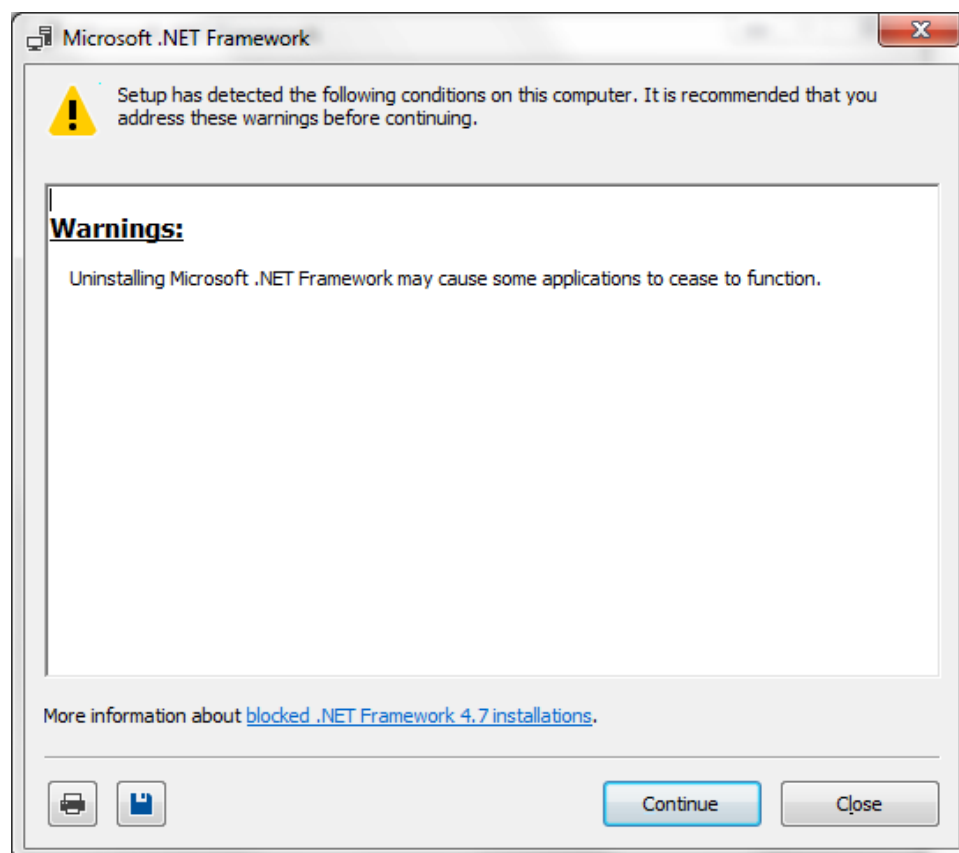 Microsoft .NET Framework
Setup has detected the following conditions on this computer. It is recommended that you
address these warnings before continuing.
Warnings:
Uninstalling Microsoft .NET Framework may cause some applications to cease to function.
More information about blocked .NET Framework 4.7 installations.
Continue
Close